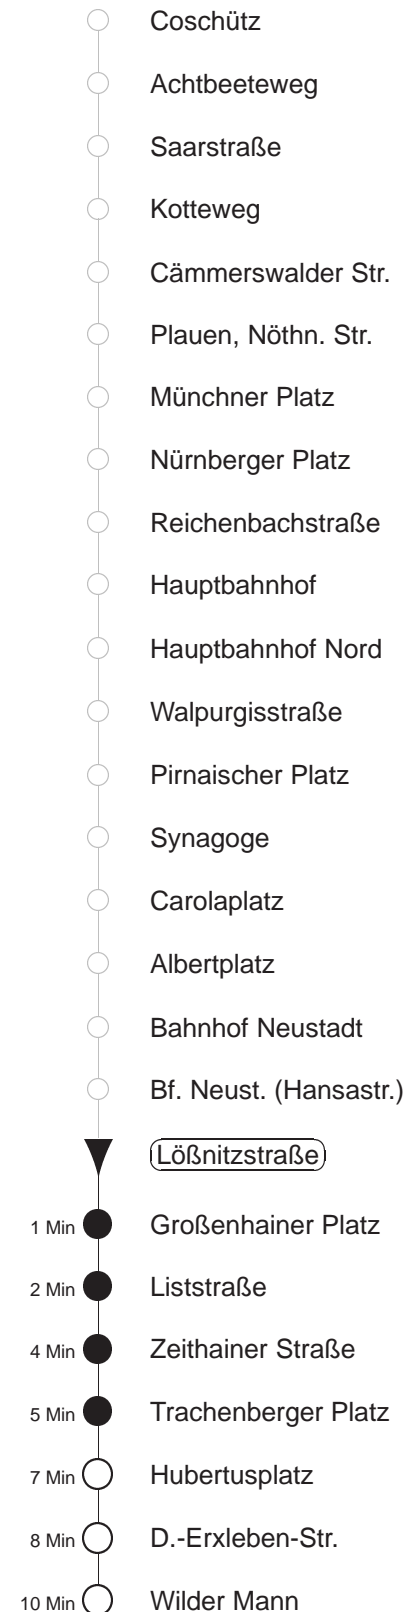 Coschütz
Achtbeeteweg
Saarstraße
Kotteweg
Cämmerswalder Str.
Plauen, Nöthn. Str.
Münchner Platz
Nürnberger Platz
Reichenbachstraße
Hauptbahnhof
Hauptbahnhof Nord
Walpurgisstraße
Pirnaischer Platz
Synagoge
Carolaplatz
Albertplatz
Bahnhof Neustadt
Bf. Neust. (Hansastr.)
Lößnitzstraße
1 Min Großenhainer Platz
2 Min Liststraße
4 Min Zeithainer Straße
5 Min Trachenberger Platz
7 Min Hubertusplatz
8 Min D.-Erxleben-Str.
10 Min Wilder Mann